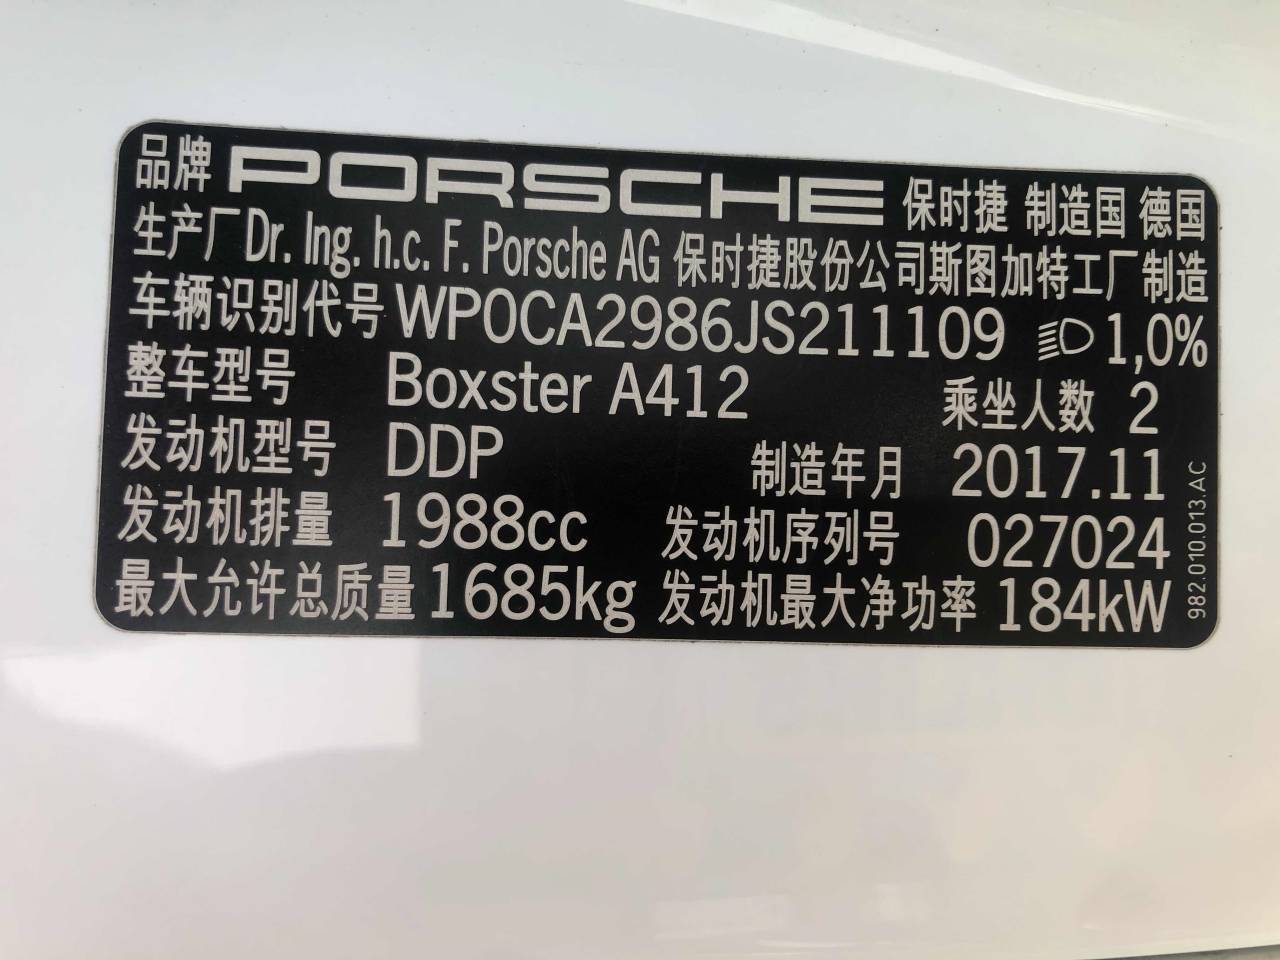 品牌 PORSCHE 保时捷 制造国 德国
生产厂 Dr. Ing. h.c. F. Porsche AG 保时捷股份公司斯图加特工厂制造
车辆识别代号 WP0CA2986JS211109 1,0%
整车型号 Boxster A412 乘坐人数 2
发动机型号 DDP 制造年月 2017.11
发动机排量 1988cc 发动机序列号 027024
最大允许总质量 1685kg 发动机最大净功率 184kW
982.010.013.AC